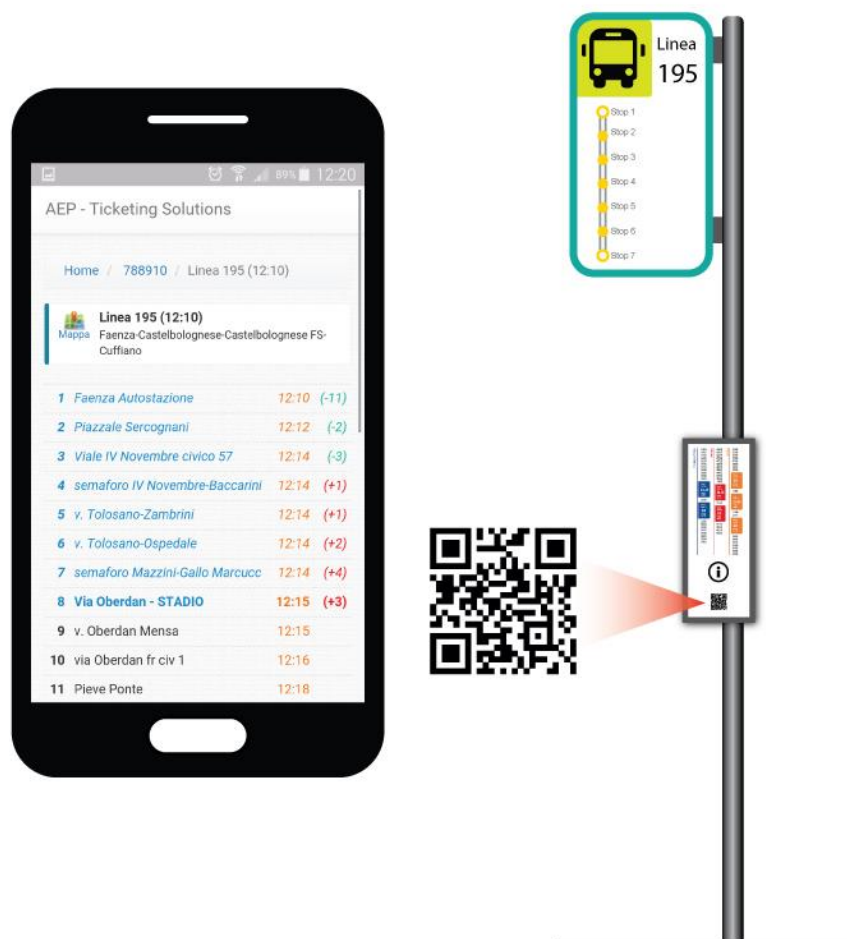 89% 12:20
AEP - Ticketing Solutions
Home / 788910 / Linea 195 (12:10)
Mappa
Linea 195 (12:10)
Faenza-Castelbolognese-Castelbolognese FS-
Cuffiano
1 Faenza Autostazione 12:10 (-11)
2 Piazzale Sercognani 12:12 (-2)
3 Viale IV Novembre civico 57 12:14 (-3)
4 semaforo IV Novembre-Baccarini 12:14 (+1)
5 v. Tolosano-Zambrini 12:14 (+1)
6 v. Tolosano-Ospedale 12:14 (+2)
7 semaforo Mazzini-Gallo Marcucc 12:14 (+4)
8 Via Oberdan - STADIO 12:15 (+3)
9 v. Oberdan Mensa 12:15
10 via Oberdan fr civ 1 12:16
11 Pieve Ponte 12:18
Linea
195
Stop 1
Stop 2
Stop 3
Stop 4
Stop 5
Stop 6
Stop 7
i